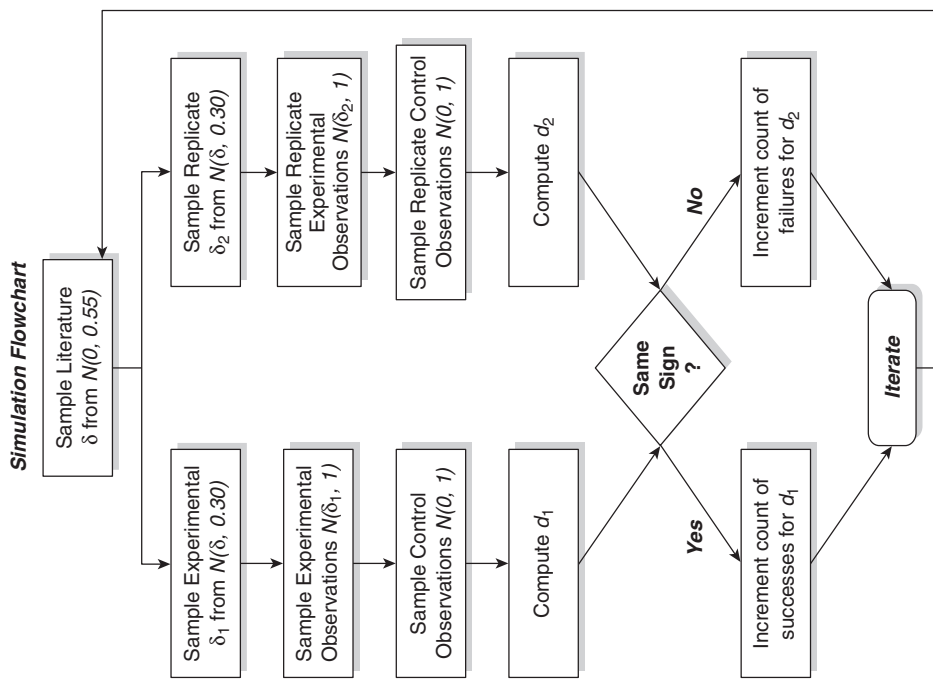 Simulation Flowchart
Sample Literature
δ from N(0, 0.55)
Sample Experimental
δ1 from N(δ, 0.30)
Sample Experimental
Observations N(δ1, 1)
Sample Control
Observations N(0, 1)
Compute d1
Sample Replicate
δ2 from N(δ, 0.30)
Sample Replicate
Experimental
Observations N(δ2, 1)
Sample Replicate Control
Observations N(0, 1)
Compute d2
Same
Sign
?
Yes
No
Increment count of
successes for d1
Increment count of
failures for d2
Iterate